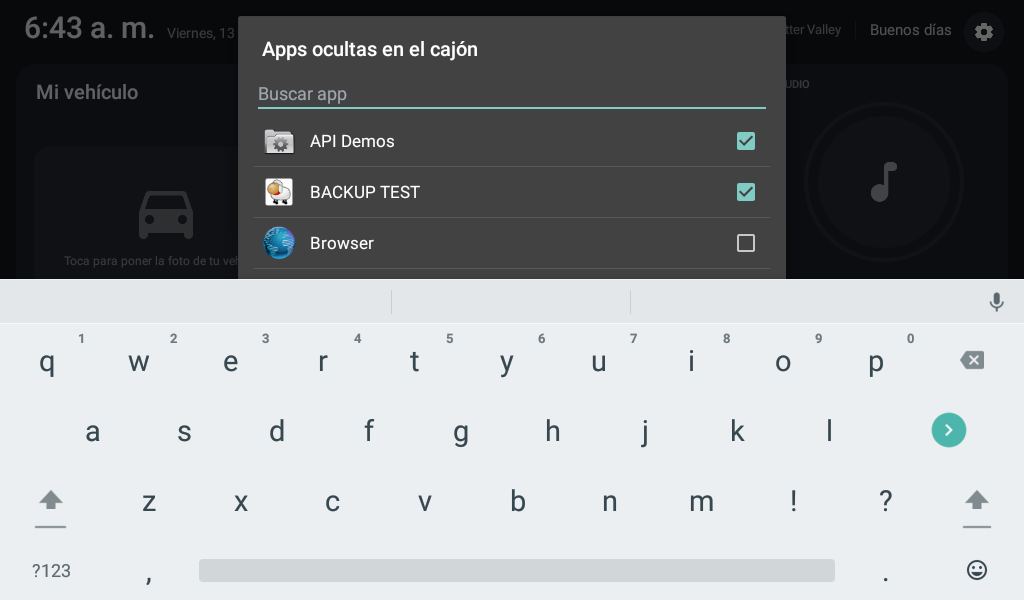 6:43 a. m.
Viernes, 13
tter Valley
Buenos días
Mi vehículo
Apps ocultas en el cajón
Buscar app
UDIO
API Demos
BACKUP TEST
Browser
Toca para poner la foto de tu veh
1 2 3 4 5 6 7 8 9 0
q w e r t y u i o p
a s d f g h j k l
z x c v b n m ! ?
?123 , .